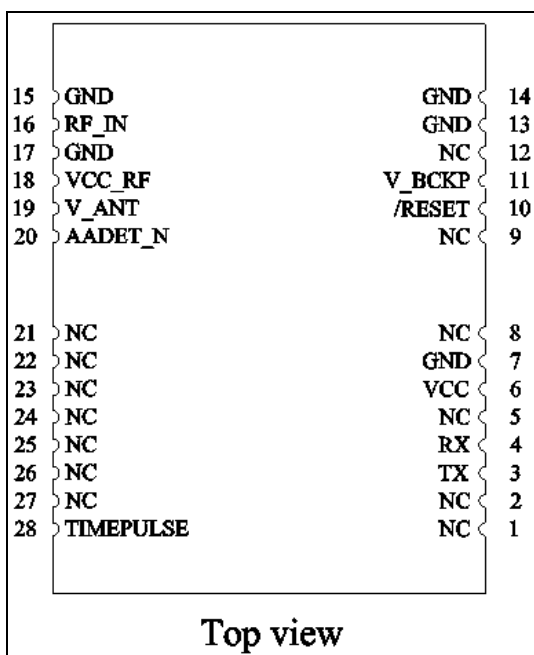 15 GND GND 14
16 RF_IN GND 13
17 GND NC 12
18 VCC_RF V_BCKP 11
19 V_ANT /RESET 10
20 AADET_N NC 9
21 NC NC 8
22 NC GND 7
23 NC VCC 6
24 NC NC 5
25 NC RX 4
26 NC TX 3
27 NC NC 2
28 TIMEPULSE NC 1
Top view